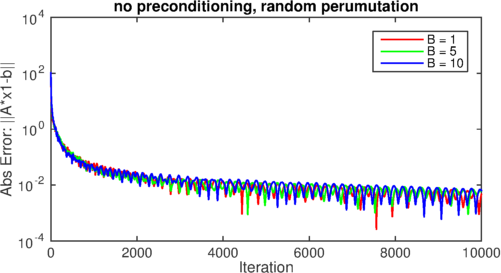 no preconditioning, random perumutation
Abs Error: ||A*x1-b||
10^4
10^2
10^0
10^-2
10^-4
B = 1
B = 5
B = 10
0 2000 4000 6000 8000 10000
Iteration